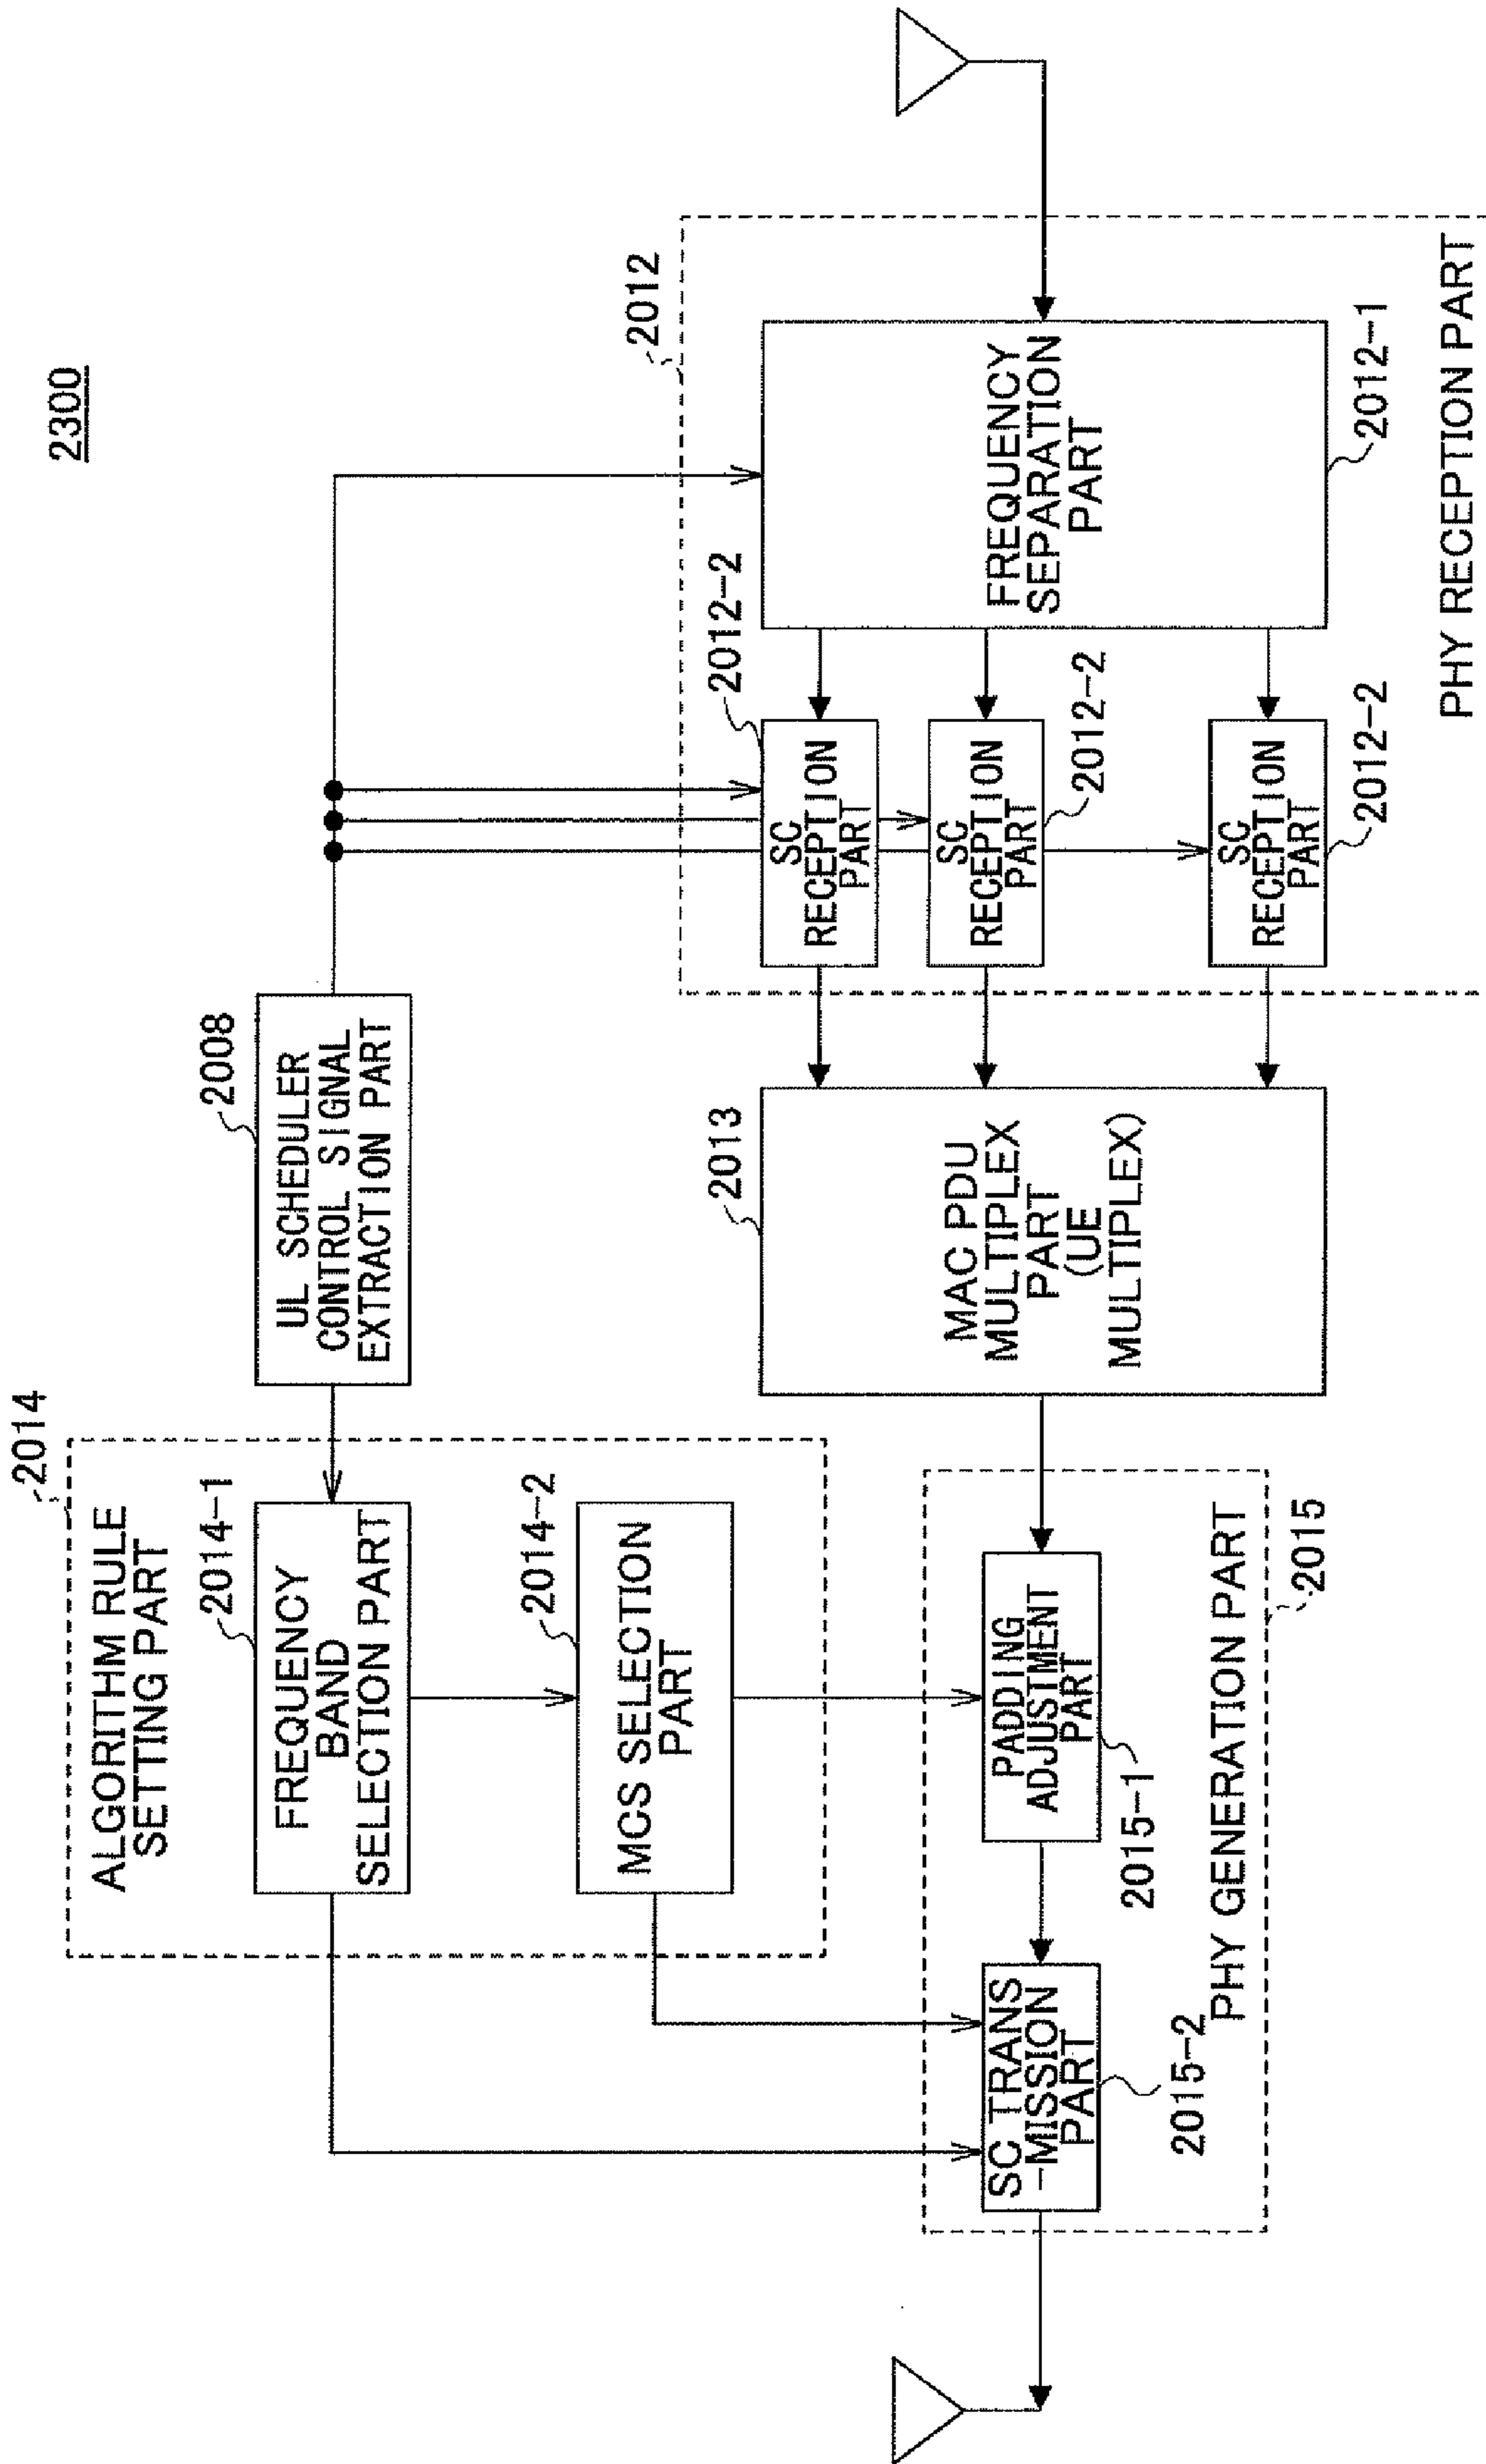 2300
2014
ALGORITHM RULE
SETTING PART
2014-1
FREQUENCY
BAND
SELECTION PART
2014-2
MCS SELECTION
PART
2008
UL SCHEDULER
CONTROL SIGNAL
EXTRACTION PART
2012
2012-2
SC
RECEPTION
PART
2012-2
SC
RECEPTION
PART
2012-2
SC
RECEPTION
PART
FREQUENCY
SEPARATION
PART
2012-1
PHY RECEPTION PART
2013
MAC PDU
MULTIPLEX
PART
(UE
MULTIPLEX)
PADDING
ADJUSTMENT
PART
2015-1
SC TRANS
-MISSION
PART
2015-2
PHY GENERATION PART
2015